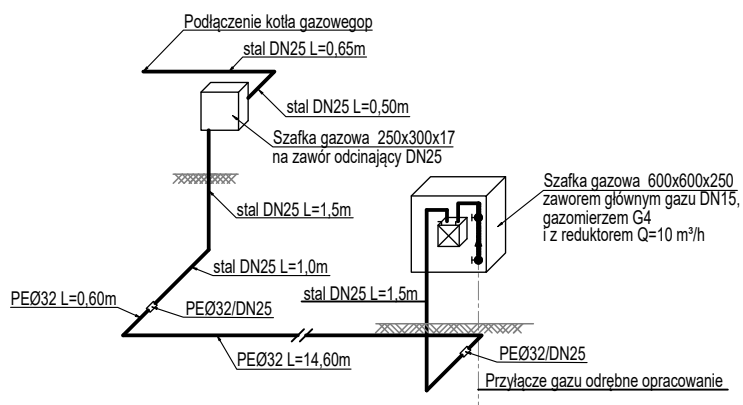 Podłączenie kotła gazowegop
stal DN25 L=0,65m
stal DN25 L=0,50m
Szafka gazowa 250x300x17
na zawór odcinający DN25
Szafka gazowa 600x600x250
zaworem głównym gazu DN15,
gazomierzem G4
i z reduktorem Q=10 m³/h
stal DN25 L=1,5m
stal DN25 L=1,0m
stal DN25 L=1,5m
PEØ32 L=0,60m
PEØ32/DN25
PEØ32 L=14,60m
PEØ32/DN25
Przyłącze gazu odrębne opracowanie